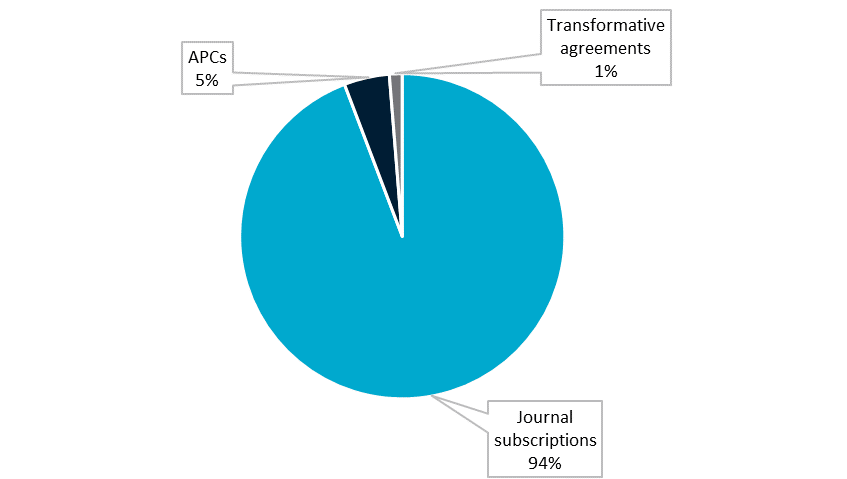 Transformative
agreements
1%
APCs
5%
Journal
subscriptions
94%